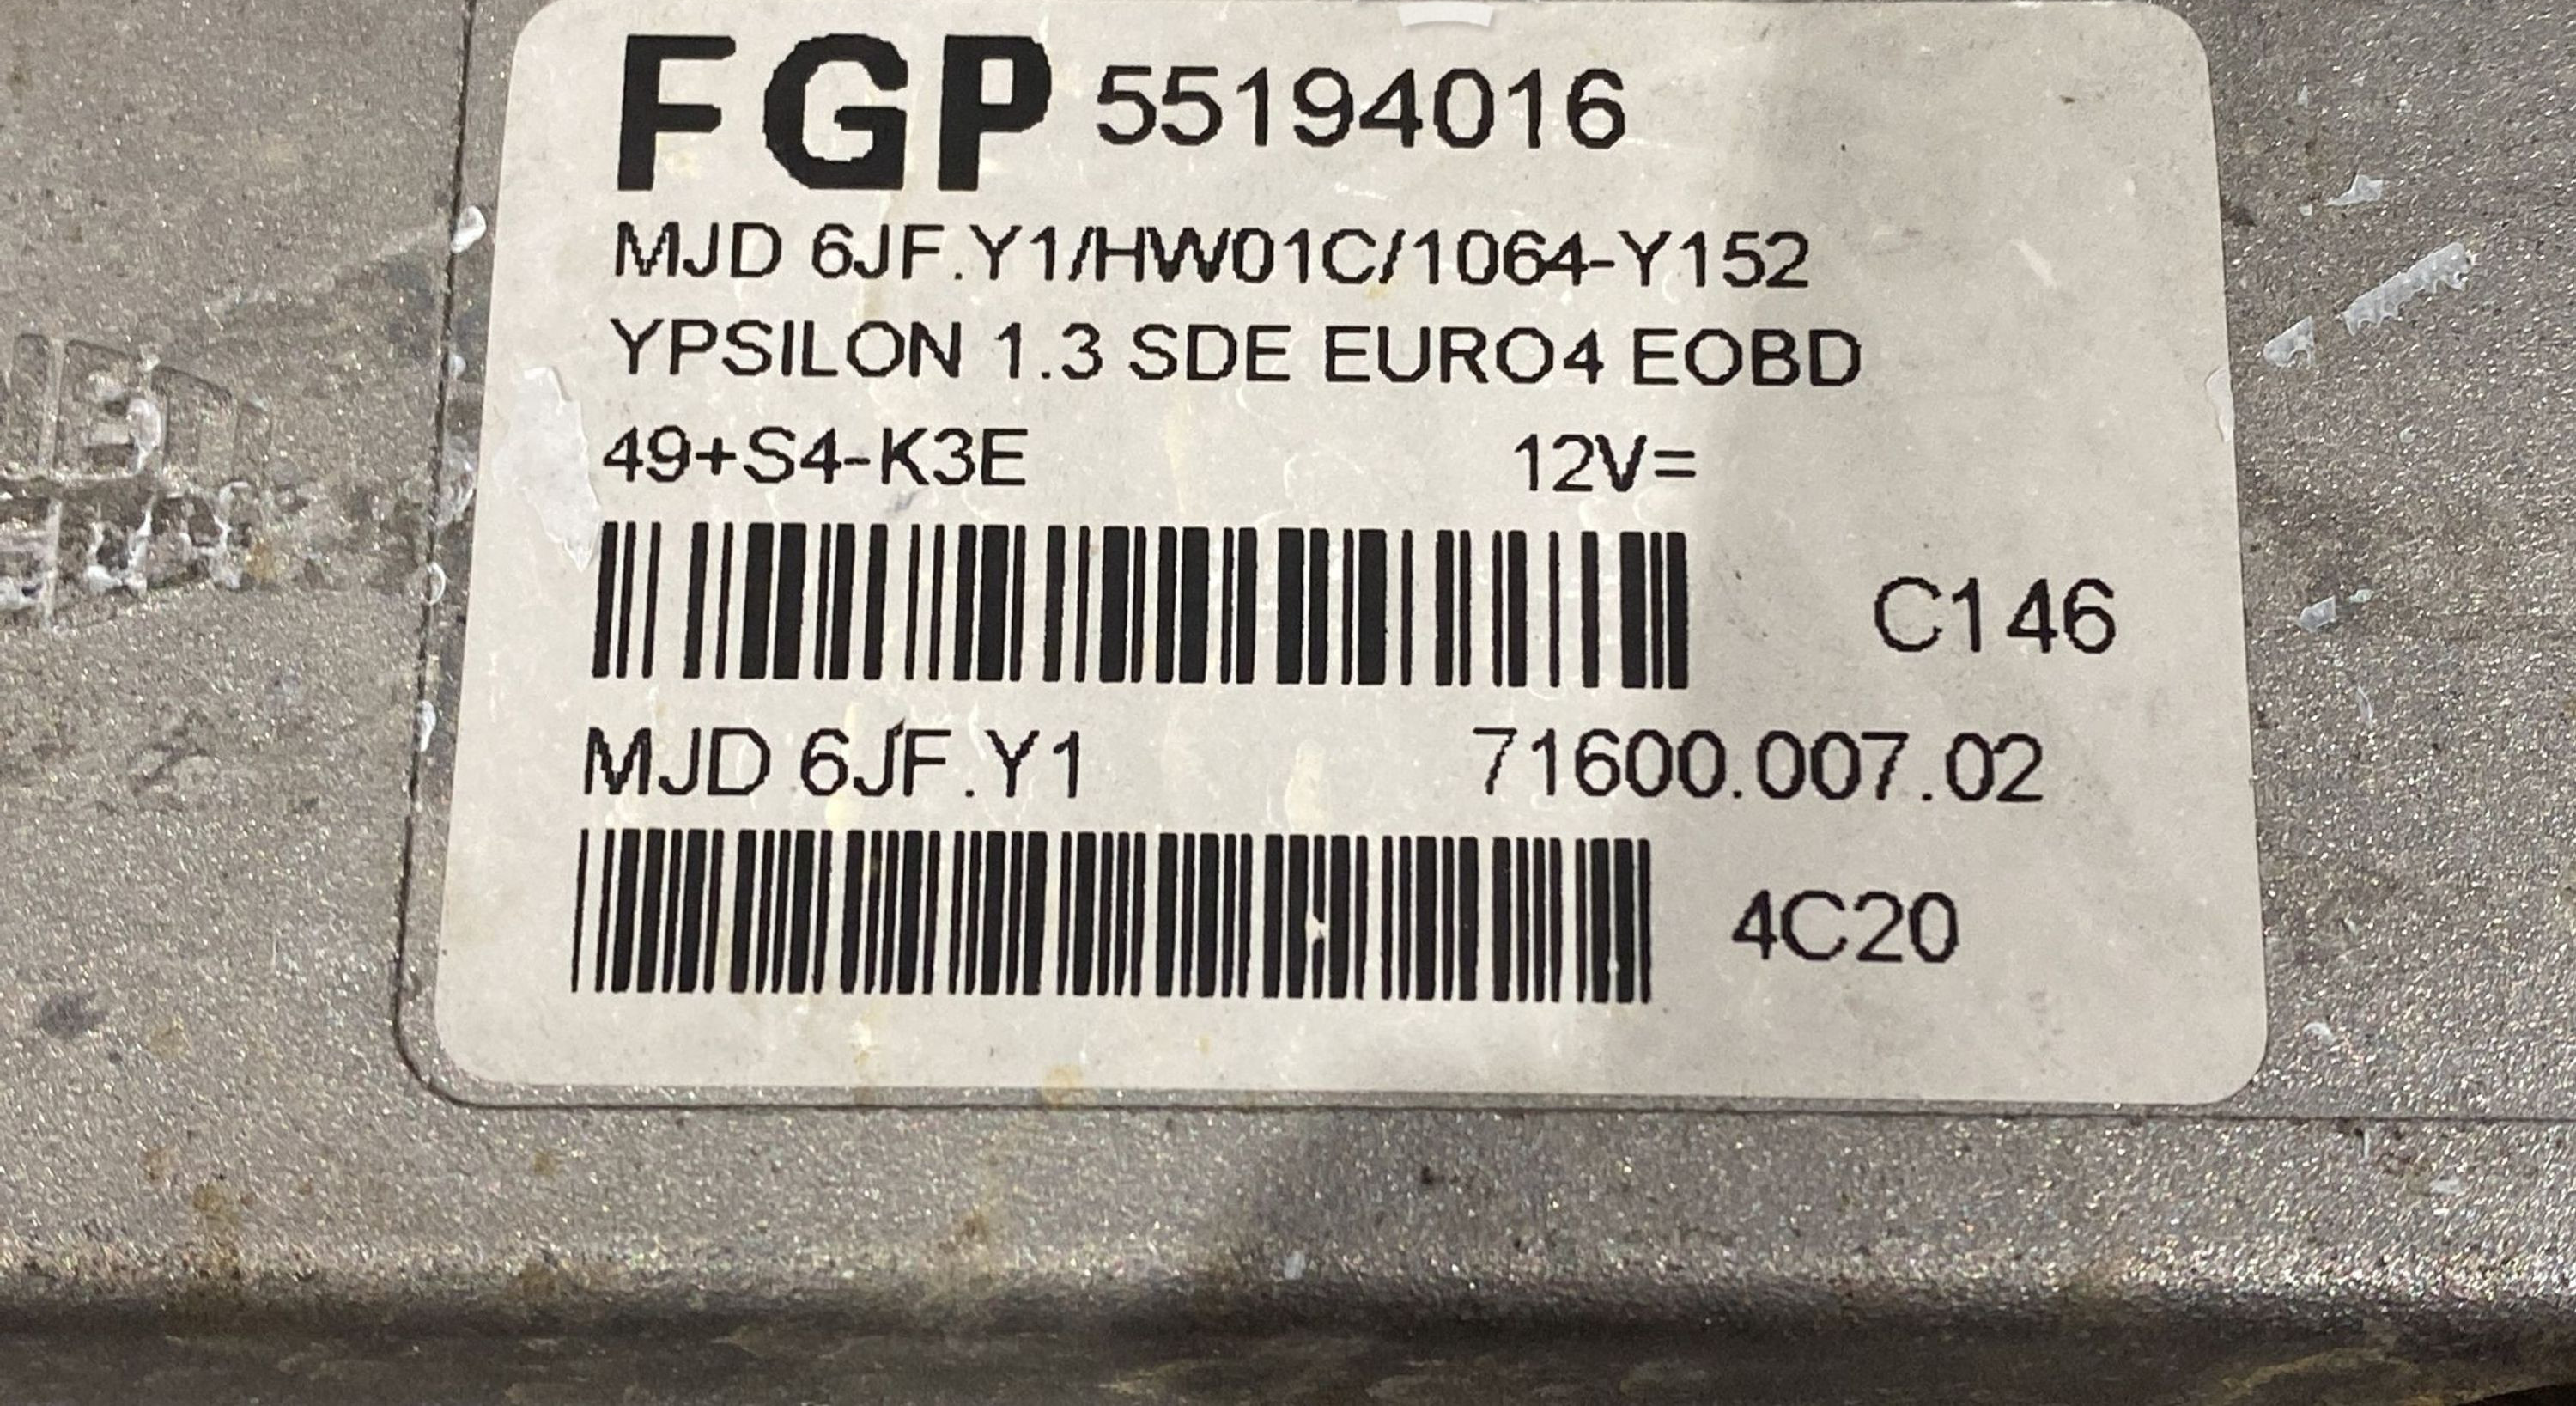 FGP 55194016
MJD 6JF.Y1/HW01C/1064-Y152
YPSILON 1.3 SDE EURO4 EOBD
49+S4-K3E 12V=
C146
MJD 6JF.Y1 71600.007.02
4C20